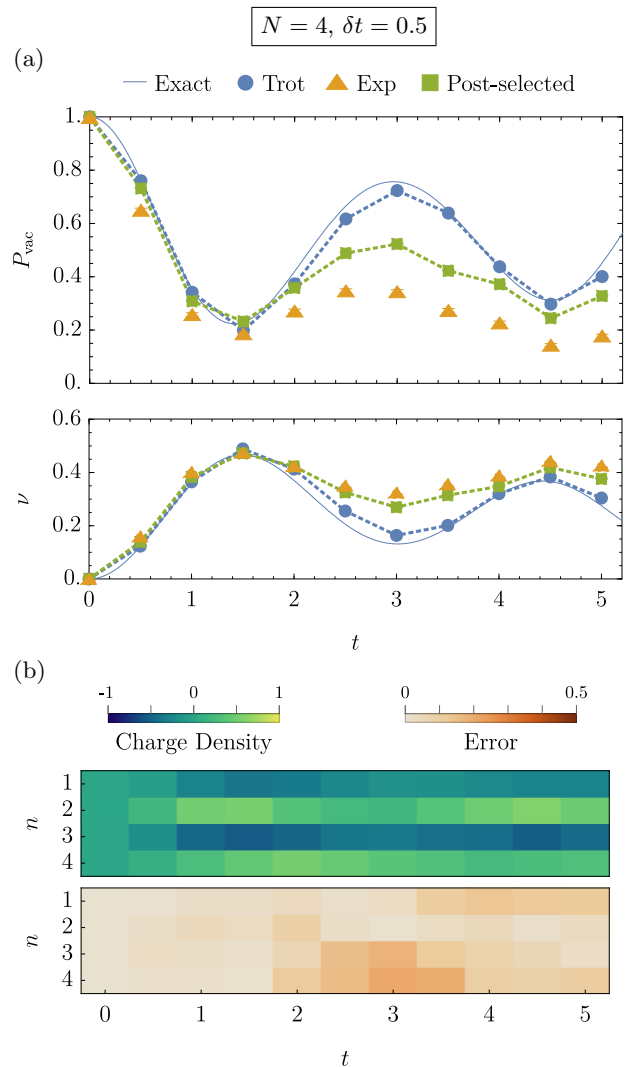 N = 4, δt = 0.5
(a)
Exact Trot Exp Post-selected
1.
0.8
0.6
0.4
0.2
0.
P_vac
0.6
0.4
0.2
0.
ν
0 1 2 3 4 5
t
(b)
-1 0 1
Charge Density
0 0.5
Error
1
2
3
4
n
1
2
3
4
n
0 1 2 3 4 5
t